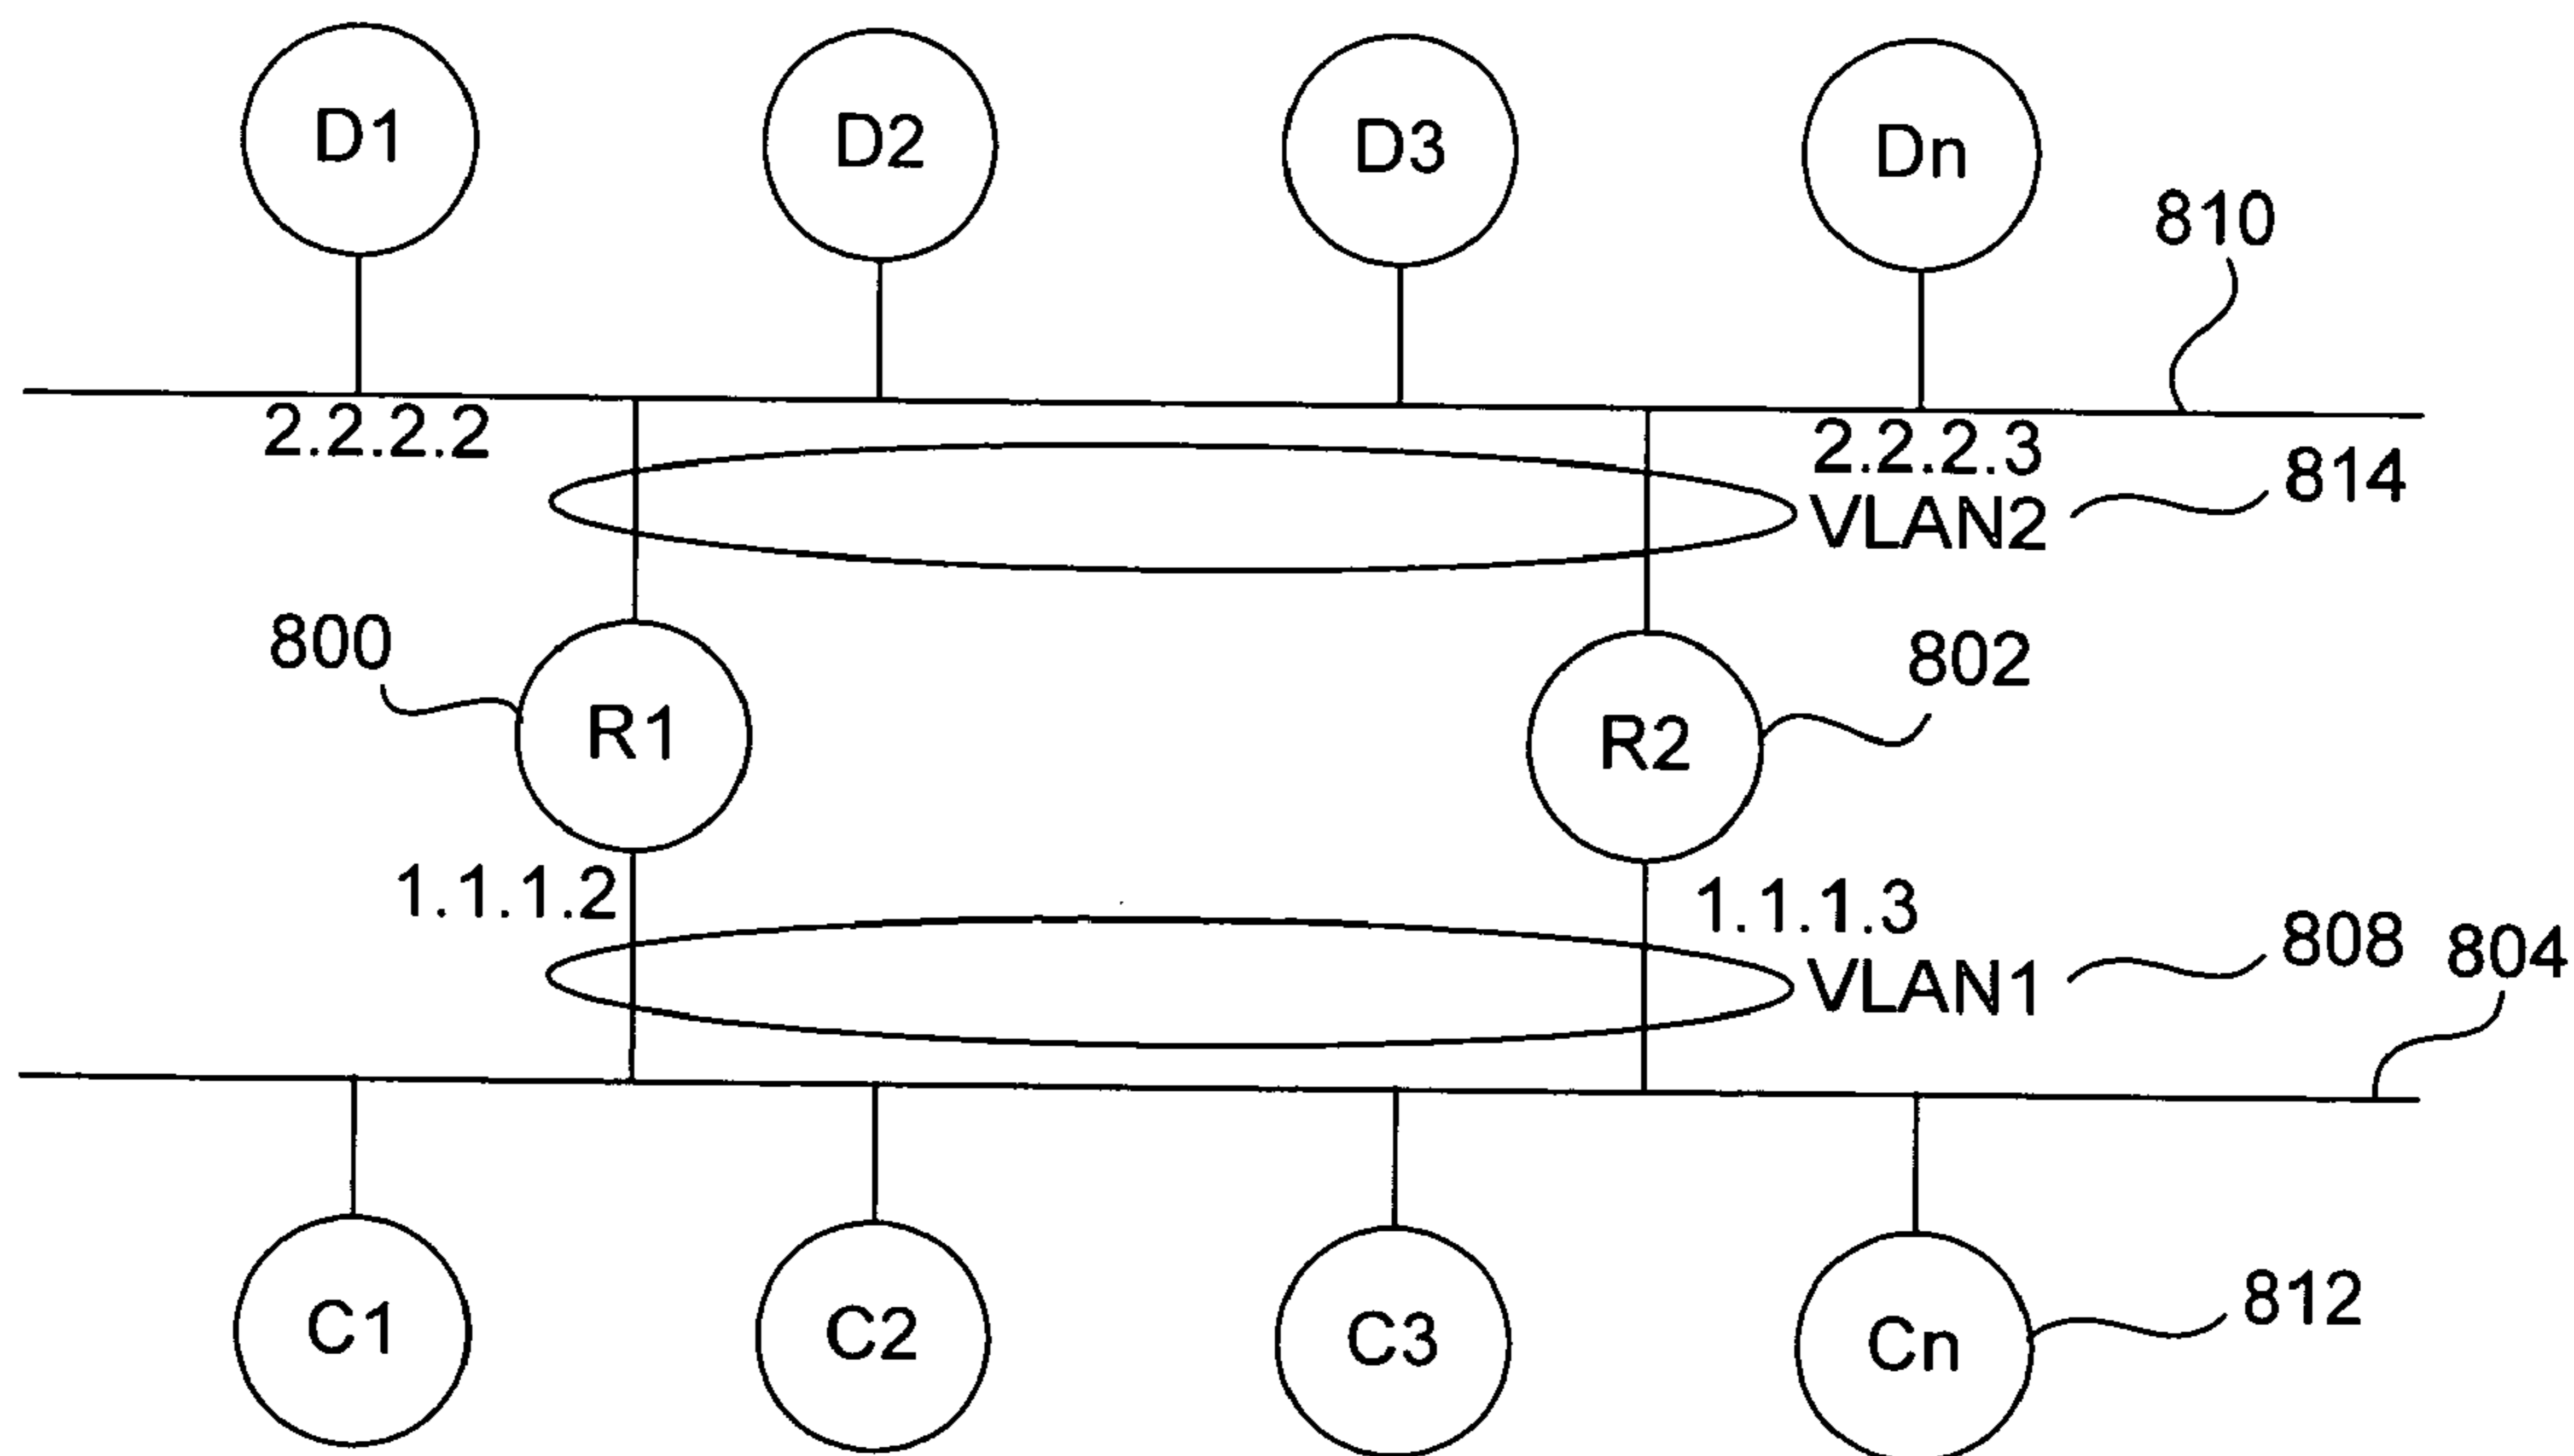 D1
D2
D3
Dn
810
2.2.2.2
2.2.2.3
814
VLAN2
800
802
R1
R2
1.1.1.2
1.1.1.3
808
804
VLAN1
C1
C2
C3
Cn
812